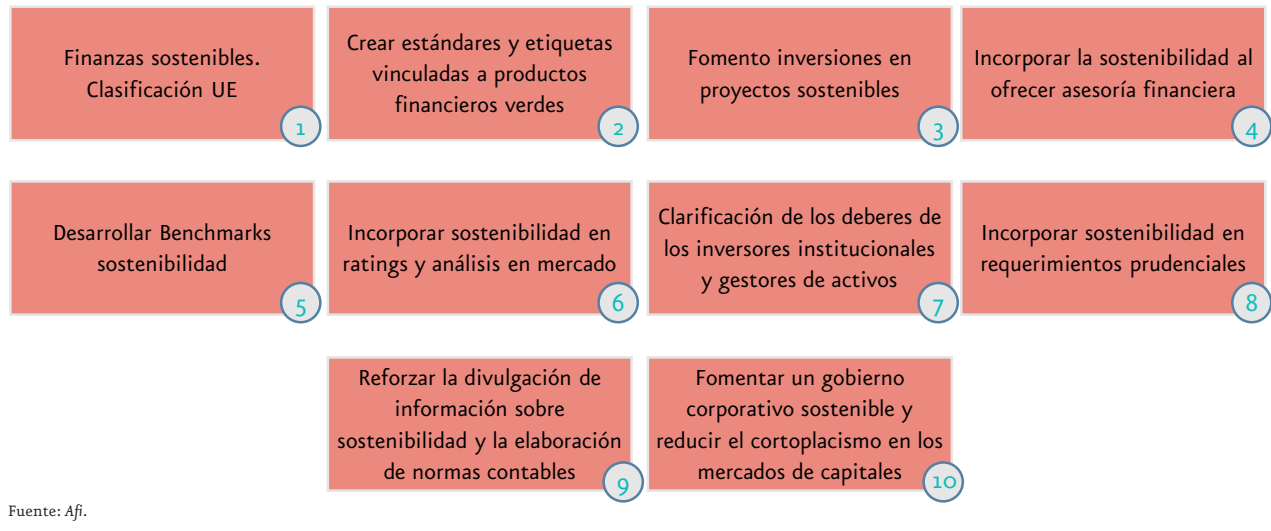 Finanzas sostenibles.
Clasificación UE
1
Crear estándares y etiquetas
vinculadas a productos
financieros verdes
2
Fomento inversiones en
proyectos sostenibles
3
Incorporar la sostenibilidad al
ofrecer asesoría financiera
4
Desarrollar Benchmarks
sostenibilidad
5
Incorporar sostenibilidad en
ratings y análisis en mercado
6
Clarificación de los deberes de
los inversores institucionales
y gestores de activos
7
Incorporar sostenibilidad en
requerimientos prudenciales
8
Reforzar la divulgación de
información sobre
sostenibilidad y la elaboración
de normas contables
9
Fomentar un gobierno
corporativo sostenible y
reducir el cortoplacismo en los
mercados de capitales
10
Fuente: Afi.